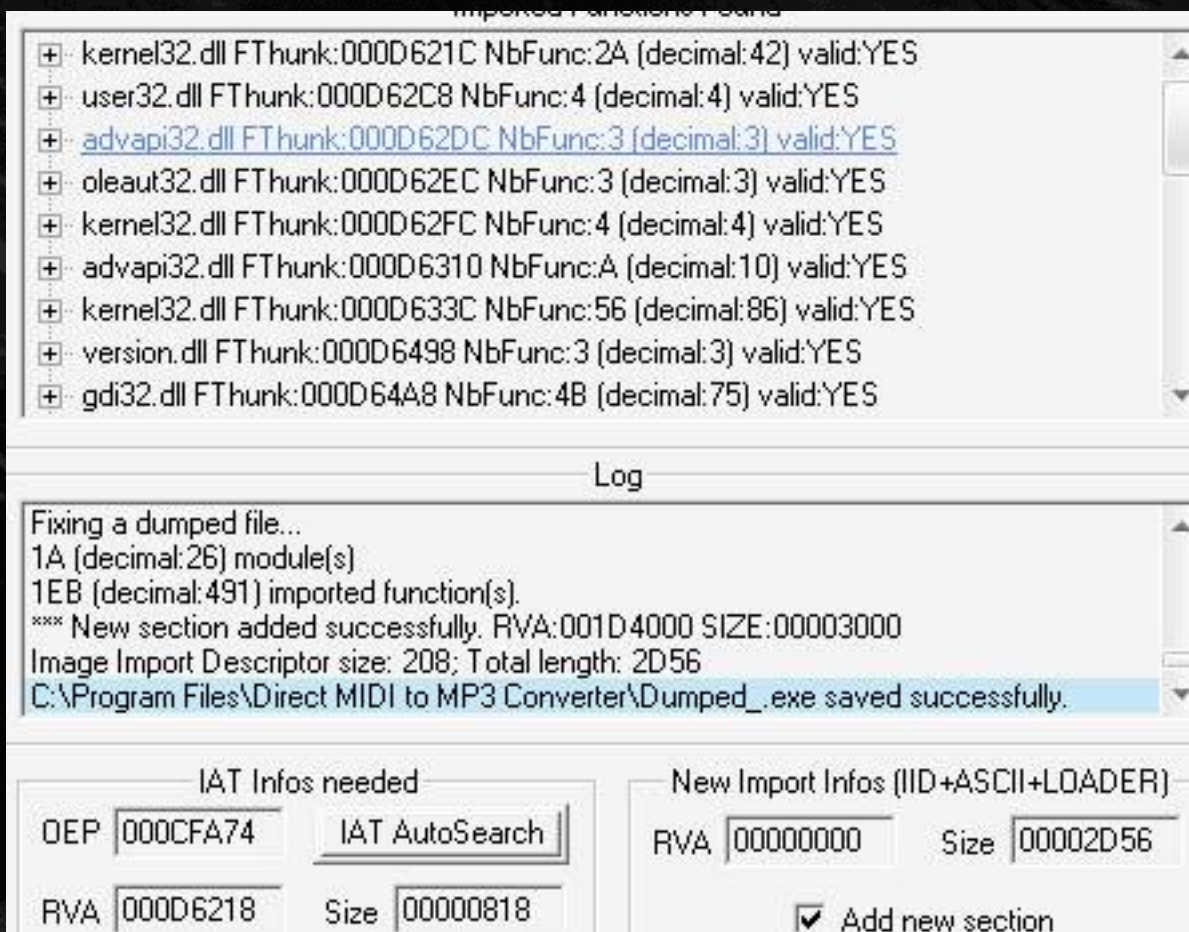 Imported Functions Found
kernel32.dll FThunk:000D621C NbFunc:2A (decimal:42) valid:YES
user32.dll FThunk:000D62C8 NbFunc:4 (decimal:4) valid:YES
advapi32.dll FThunk:000D62DC NbFunc:3 (decimal:3) valid:YES
oleaut32.dll FThunk:000D62EC NbFunc:3 (decimal:3) valid:YES
kernel32.dll FThunk:000D62FC NbFunc:4 (decimal:4) valid:YES
advapi32.dll FThunk:000D6310 NbFunc:A (decimal:10) valid:YES
kernel32.dll FThunk:000D633C NbFunc:56 (decimal:86) valid:YES
version.dll FThunk:000D6498 NbFunc:3 (decimal:3) valid:YES
gdi32.dll FThunk:000D64A8 NbFunc:4B (decimal:75) valid:YES
Log
Fixing a dumped file...
1A (decimal:26) module(s)
1EB (decimal:491) imported function(s).
*** New section added successfully. RVA:001D4000 SIZE:00003000
Image Import Descriptor size: 208; Total length: 2D56
C:\Program Files\Direct MIDI to MP3 Converter\Dumped_.exe saved successfully.
IAT Infos needed
OEP 000CFA74 IAT AutoSearch
RVA 000D6218 Size 00000818
New Import Infos (IID+ASCII+LOADER)
RVA 00000000 Size 00002D56
Add new section